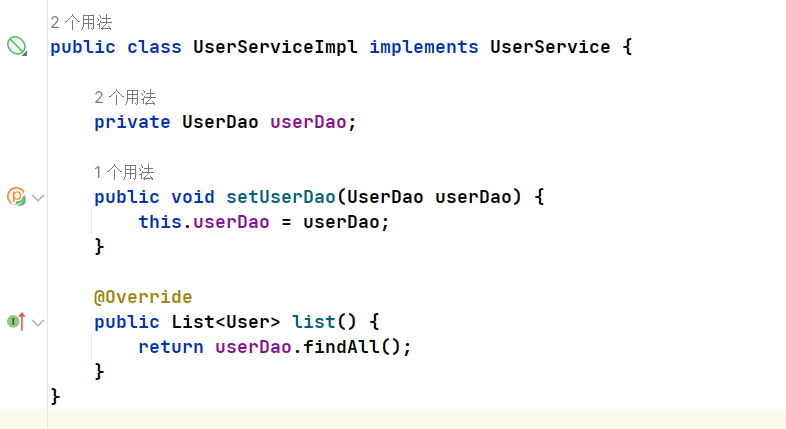 2 个用法
public class UserServiceImpl implements UserService {
2 个用法
private UserDao userDao;
1 个用法
public void setUserDao(UserDao userDao) {
this.userDao = userDao;
}
@Override
public List<User> list() {
return userDao.findAll();
}
}